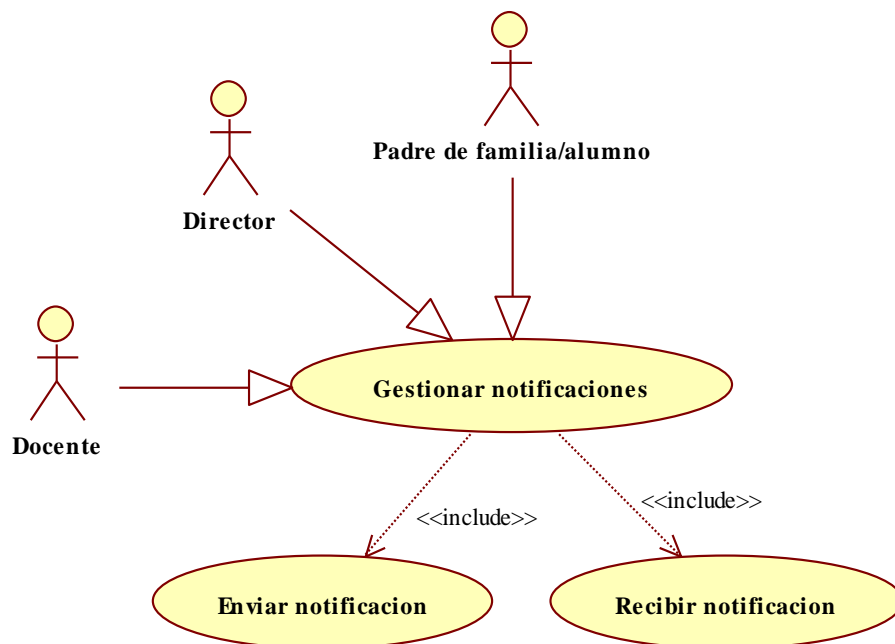 Padre de familia/alumno
Director
Gestionar notificaciones
Docente
<<include>>
<<include>>
Enviar notificacion
Recibir notificacion